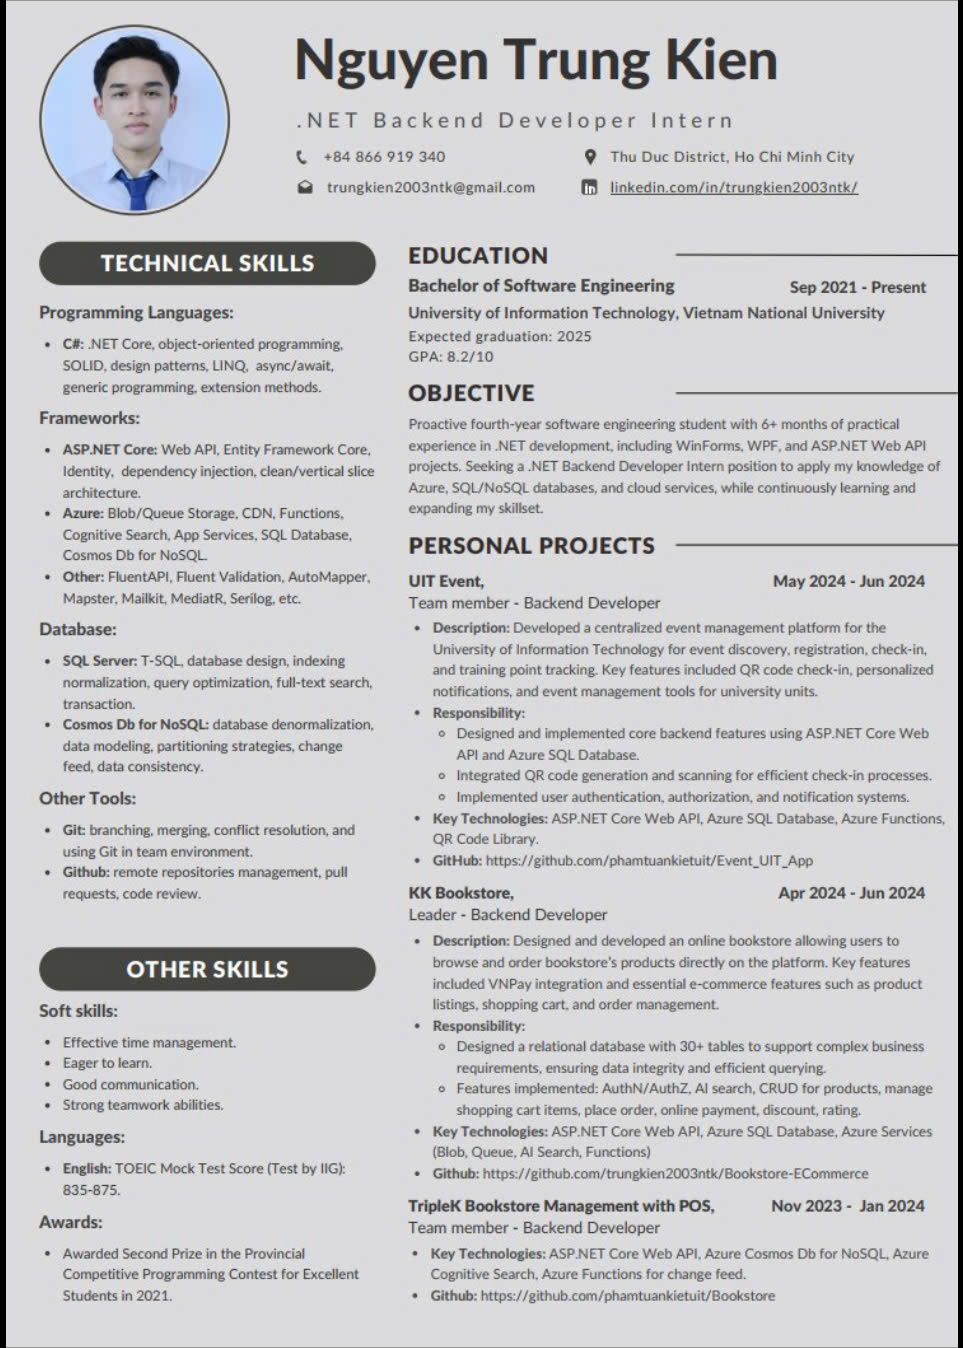 Nguyen Trung Kien
.NET Backend Developer Intern
+84 866 919 340
Thu Duc District, Ho Chi Minh City
trungkien2003ntk@gmail.com
linkedin.com/in/trungkien2003ntk/
TECHNICAL SKILLS
Programming Languages:
• C#: .NET Core, object-oriented programming,
SOLID, design patterns, LINQ, async/await,
generic programming, extension methods.
Frameworks:
• ASP.NET Core: Web API, Entity Framework Core,
Identity, dependency injection, clean/vertical slice
architecture.
• Azure: Blob/Queue Storage, CDN, Functions,
Cognitive Search, App Services, SQL Database,
Cosmos Db for NoSQL.
• Other: FluentAPI, Fluent Validation, AutoMapper,
Mapster, Mailkit, MediatR, Serilog, etc.
Database:
• SQL Server: T-SQL, database design, indexing
normalization, query optimization, full-text search,
transaction.
• Cosmos Db for NoSQL: database denormalization,
data modeling, partitioning strategies, change
feed, data consistency.
Other Tools:
• Git: branching, merging, conflict resolution, and
using Git in team environment.
• Github: remote repositories management, pull
requests, code review.
OTHER SKILLS
Soft skills:
• Effective time management.
• Eager to learn.
• Good communication.
• Strong teamwork abilities.
Languages:
• English: TOEIC Mock Test Score (Test by IIG):
835-875.
Awards:
• Awarded Second Prize in the Provincial
Competitive Programming Contest for Excellent
Students in 2021.
EDUCATION
Bachelor of Software Engineering
Sep 2021 - Present
University of Information Technology, Vietnam National University
Expected graduation: 2025
GPA: 8.2/10
OBJECTIVE
Proactive fourth-year software engineering student with 6+ months of practical
experience in .NET development, including WinForms, WPF, and ASP.NET Web API
projects. Seeking a .NET Backend Developer Intern position to apply my knowledge of
Azure, SQL/NoSQL databases, and cloud services, while continuously learning and
expanding my skillset.
PERSONAL PROJECTS
UIT Event,
May 2024 - Jun 2024
Team member - Backend Developer
• Description: Developed a centralized event management platform for the
University of Information Technology for event discovery, registration, check-in,
and training point tracking. Key features included QR code check-in, personalized
notifications, and event management tools for university units.
• Responsibility:
◦ Designed and implemented core backend features using ASP.NET Core Web
API and Azure SQL Database.
◦ Integrated QR code generation and scanning for efficient check-in processes.
◦ Implemented user authentication, authorization, and notification systems.
• Key Technologies: ASP.NET Core Web API, Azure SQL Database, Azure Functions,
QR Code Library.
• GitHub: https://github.com/phamtuankietuit/Event_UIT_App
KK Bookstore,
Apr 2024 - Jun 2024
Leader - Backend Developer
• Description: Designed and developed an online bookstore allowing users to
browse and order bookstore's products directly on the platform. Key features
included VNPay integration and essential e-commerce features such as product
listings, shopping cart, and order management.
• Responsibility:
◦ Designed a relational database with 30+ tables to support complex business
requirements, ensuring data integrity and efficient querying.
◦ Features implemented: AuthN/AuthZ, AI search, CRUD for products, manage
shopping cart items, place order, online payment, discount, rating.
• Key Technologies: ASP.NET Core Web API, Azure SQL Database, Azure Services
(Blob, Queue, AI Search, Functions)
• Github: https://github.com/trungkien2003ntk/Bookstore-ECommerce
TripleK Bookstore Management with POS,
Nov 2023 - Jan 2024
Team member - Backend Developer
• Key Technologies: ASP.NET Core Web API, Azure Cosmos Db for NoSQL, Azure
Cognitive Search, Azure Functions for change feed.
• Github: https://github.com/phamtuankietuit/Bookstore